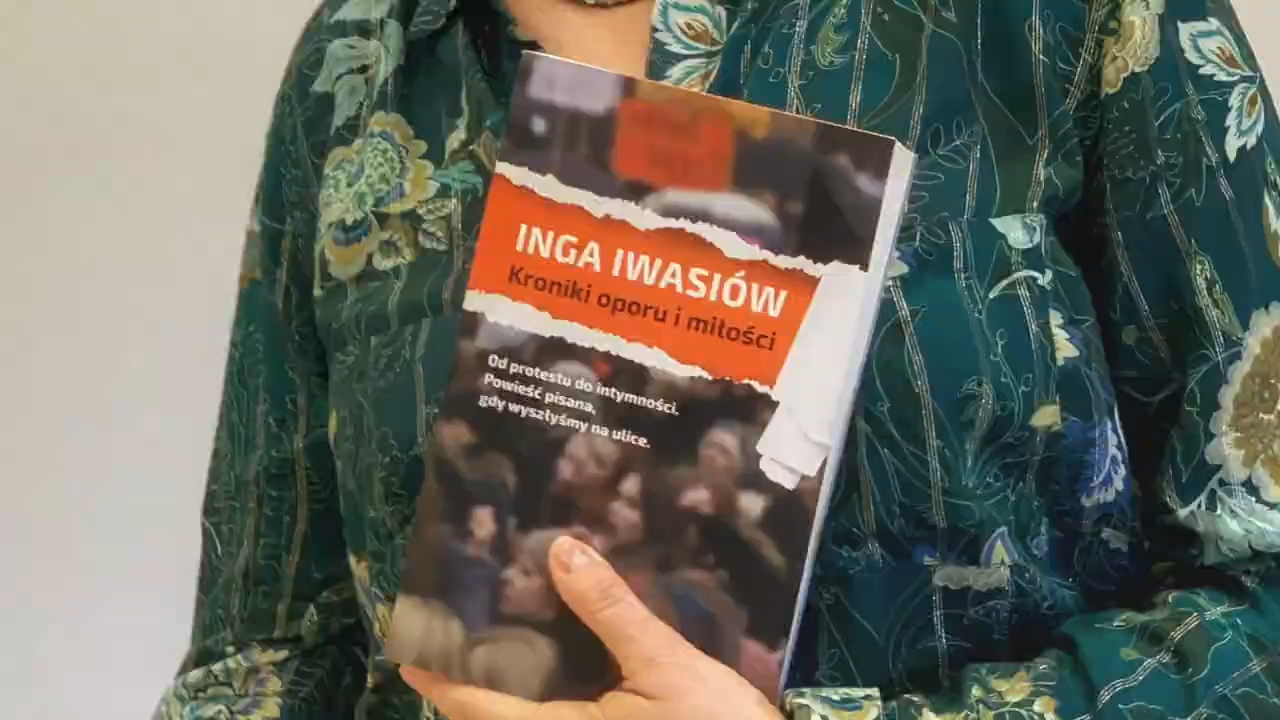 INGA IWASIÓW
Kroniki oporu i miłości
Od protestu do intymności.
Powieść pisana,
gdy wyszłyśmy na ulice.